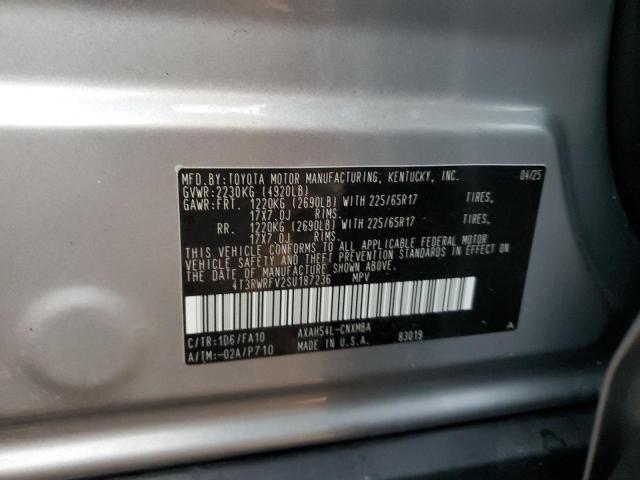 MFD. BY: TOYOTA MOTOR MANUFACTURING, KENTUCKY, INC. 04/25
GVWR: 2230KG (4920LB)
GAWR: FRT. 1220KG (2690LB) WITH 225/65R17 TIRES,
17X7.0J RIMS.
RR. 1220KG (2690LB) WITH 225/65R17 TIRES,
17X7.0J RIMS.
THIS VEHICLE CONFORMS TO ALL APPLICABLE FEDERAL MOTOR
VEHICLE SAFETY AND THEFT PREVENTION STANDARDS IN EFFECT
ON THE DATE OF MANUFACTURE SHOWN ABOVE.
4T3RWRFV2SU187236 MPV
C/TR: 1D6/FA10 AXAH54L-CNXMBA A
A/TM: -02A/P710 MADE IN U.S.A. 83019